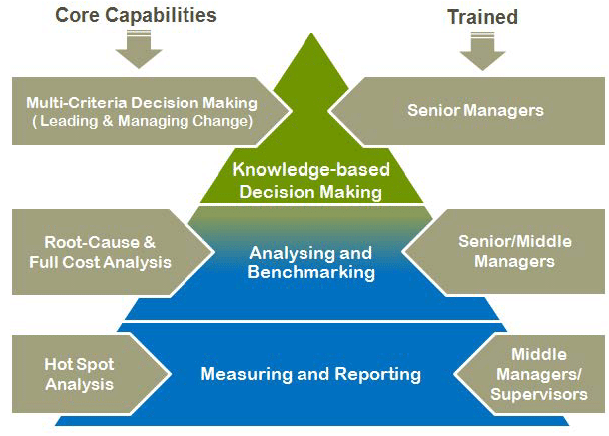 Core Capabilities
Trained
Multi-Criteria Decision Making
( Leading & Managing Change)
Senior Managers
Knowledge-based
Decision Making
Root-Cause &
Full Cost Analysis
Analysing and
Benchmarking
Senior/Middle
Managers
Hot Spot
Analysis
Measuring and Reporting
Middle
Managers/
Supervisors